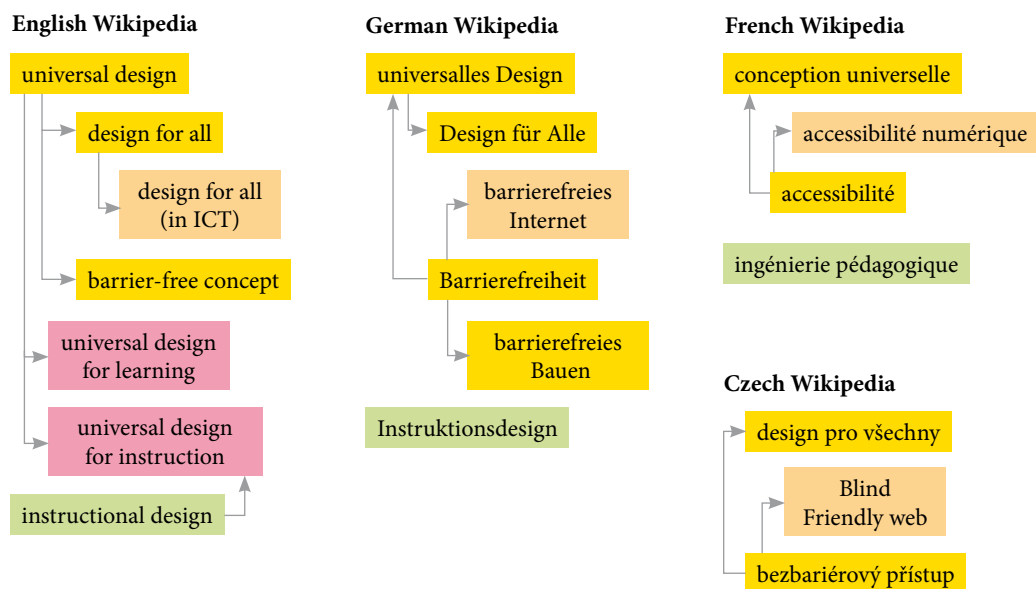 English Wikipedia
universal design
design for all
design for all
(in ICT)
barrier-free concept
universal design
for learning
universal design
for instruction
instructional design
German Wikipedia
universalles Design
Design für Alle
barrierefreies
Internet
Barrierefreiheit
barrierefreies
Bauen
Instruktionsdesign
French Wikipedia
conception universelle
accessibilité numérique
accessibilité
ingénierie pédagogique
Czech Wikipedia
design pro všechny
Blind
Friendly web
bezbariérový přístup